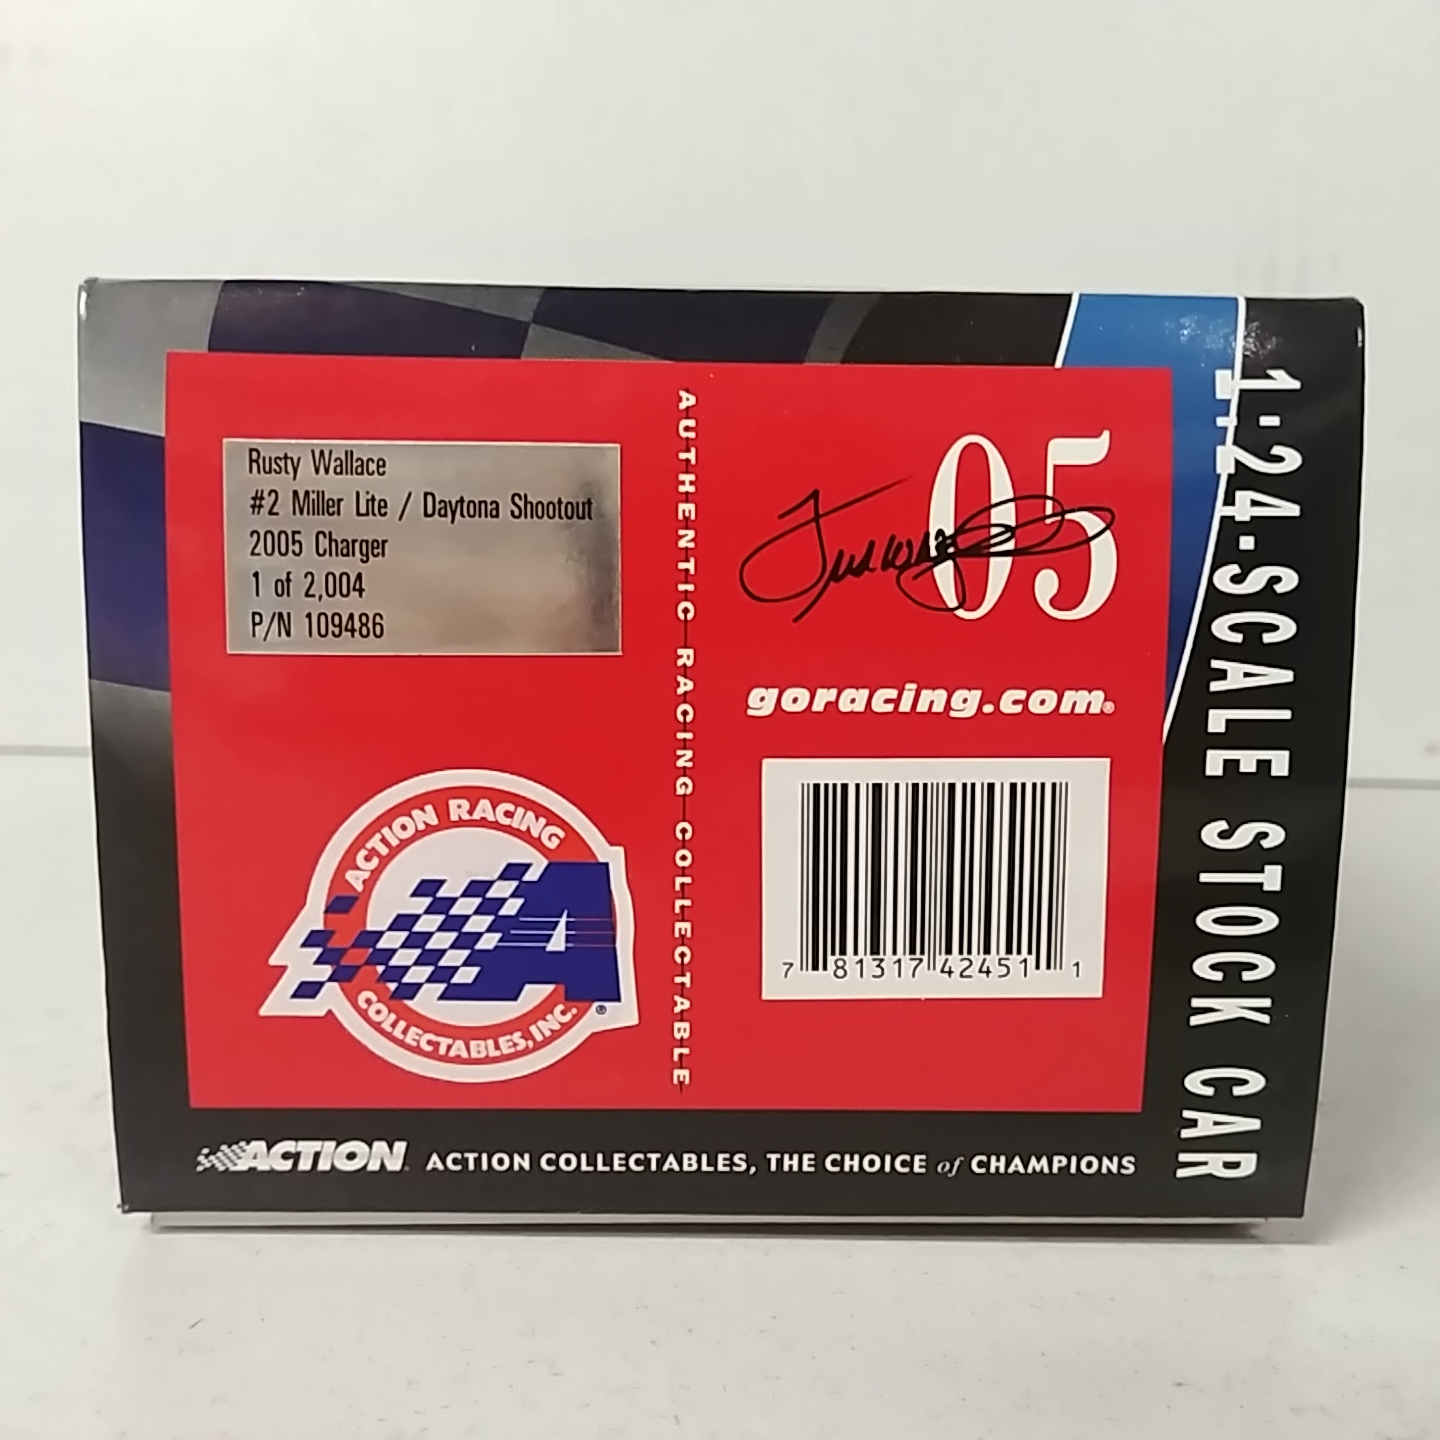 Rusty Wallace
#2 Miller Lite / Daytona Shootout
2005 Charger
1 of 2,004
P/N 109486
AUTHENTIC RACING COLLECTABLE
05
goracing.com®
7 81317 42451 1
ACTION RACING
COLLECTABLES, INC.®
ACTION
ACTION COLLECTABLES, THE CHOICE of CHAMPIONS
1:24-SCALE STOCK CAR